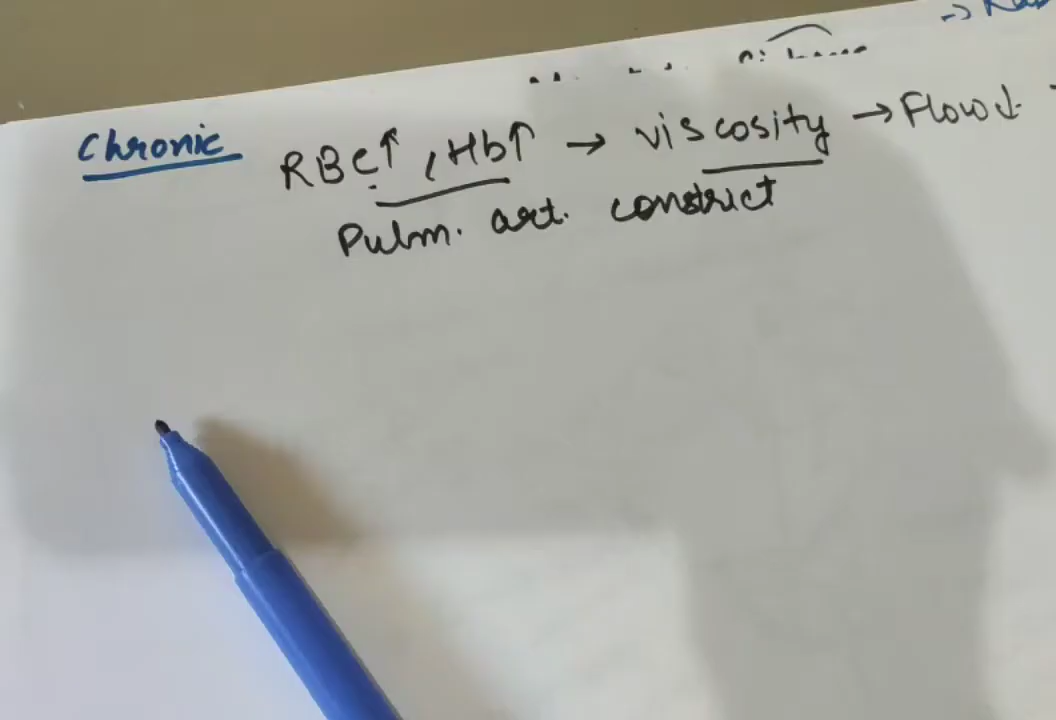 Chronic RBC↑, Hb↑ → viscosity → Flow↓
Pulm. art. constrict